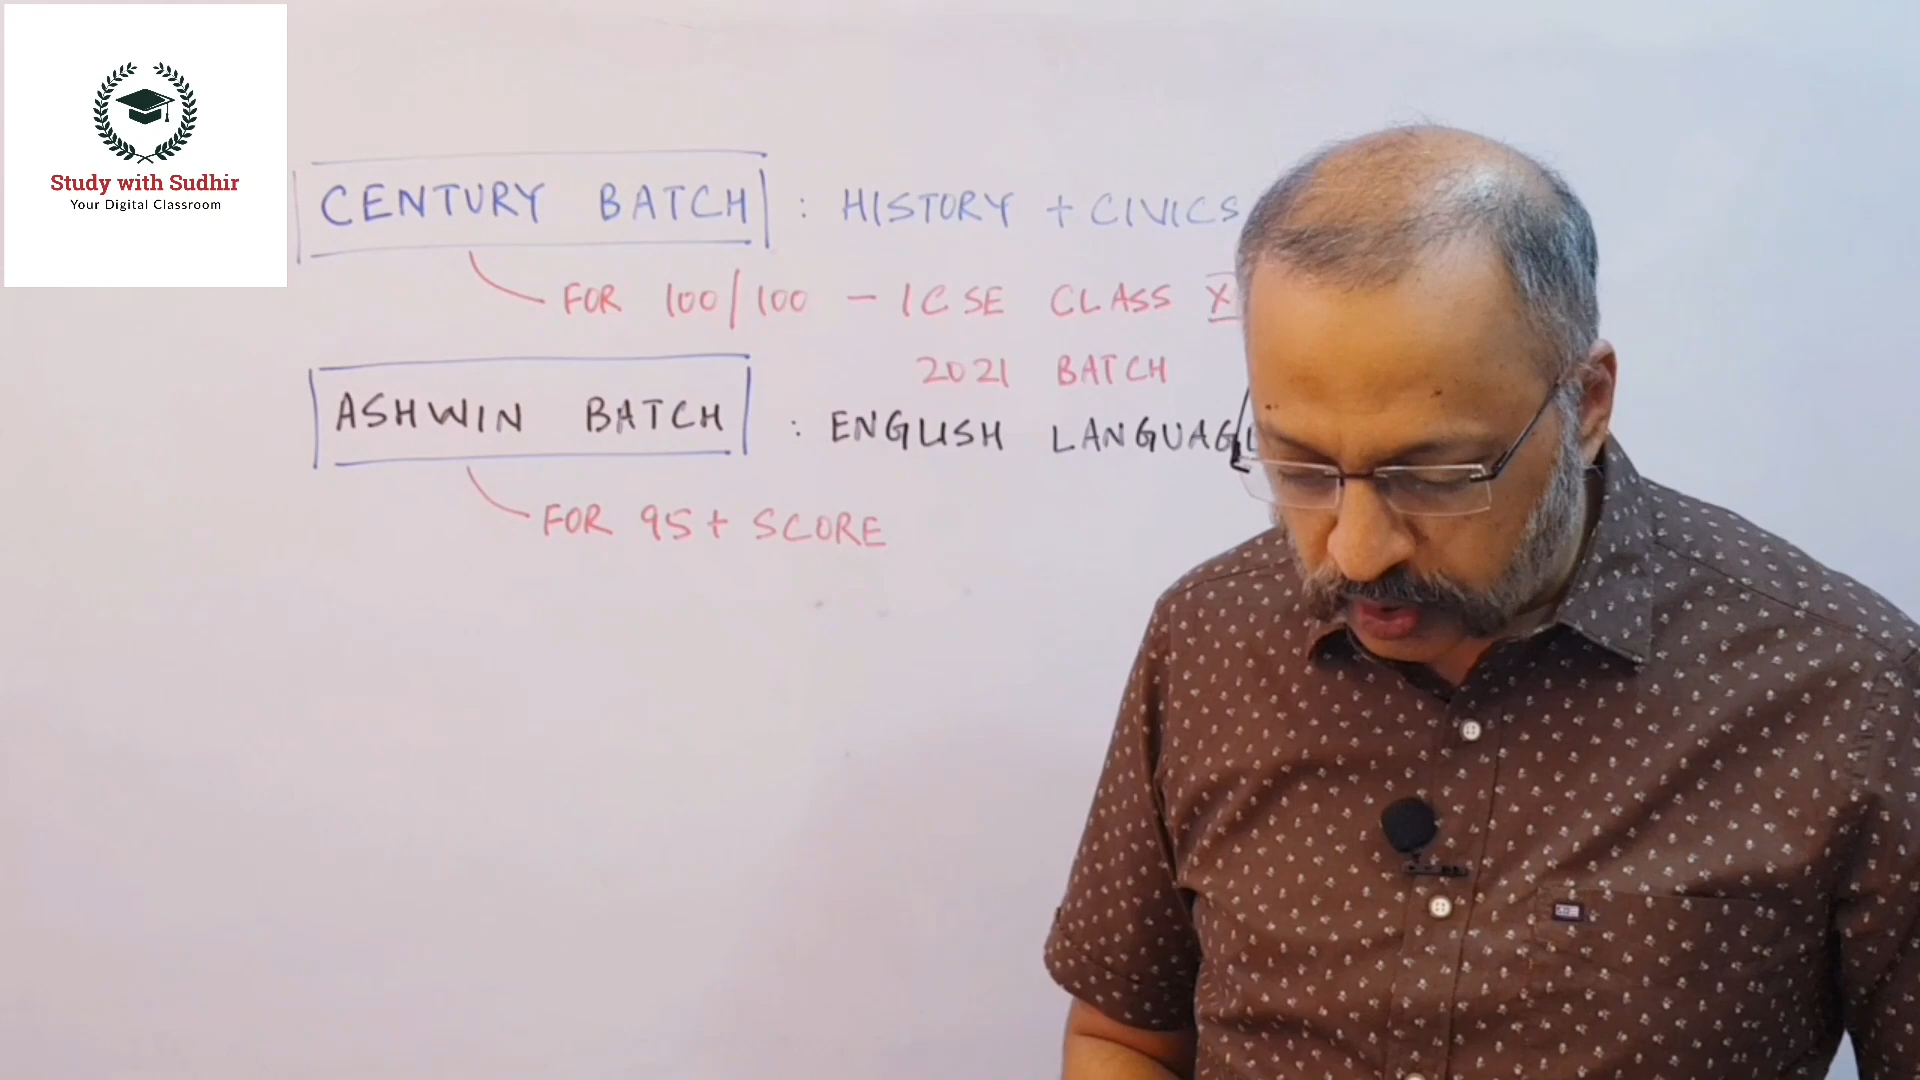 Study with Sudhir
Your Digital Classroom
CENTURY BATCH : HISTORY + CIVICS
FOR 100/100 - ICSE CLASS X
2021 BATCH
ASHWIN BATCH : ENGLISH LANGUAGE
FOR 95+ SCORE